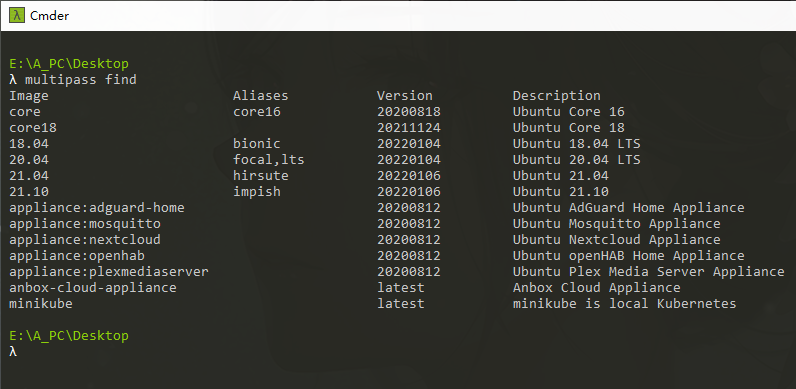 λ Cmder
E:\A_PC\Desktop
λ multipass find
Image Aliases Version Description
core core16 20200818 Ubuntu Core 16
core18 20211124 Ubuntu Core 18
18.04 bionic 20220104 Ubuntu 18.04 LTS
20.04 focal,lts 20220104 Ubuntu 20.04 LTS
21.04 hirsute 20220106 Ubuntu 21.04
21.10 impish 20220106 Ubuntu 21.10
appliance:adguard-home 20200812 Ubuntu AdGuard Home Appliance
appliance:mosquitto 20200812 Ubuntu Mosquitto Appliance
appliance:nextcloud 20200812 Ubuntu Nextcloud Appliance
appliance:openhab 20200812 Ubuntu openHAB Home Appliance
appliance:plexmediaserver 20200812 Ubuntu Plex Media Server Appliance
anbox-cloud-appliance latest Anbox Cloud Appliance
minikube latest minikube is local Kubernetes
E:\A_PC\Desktop
λ